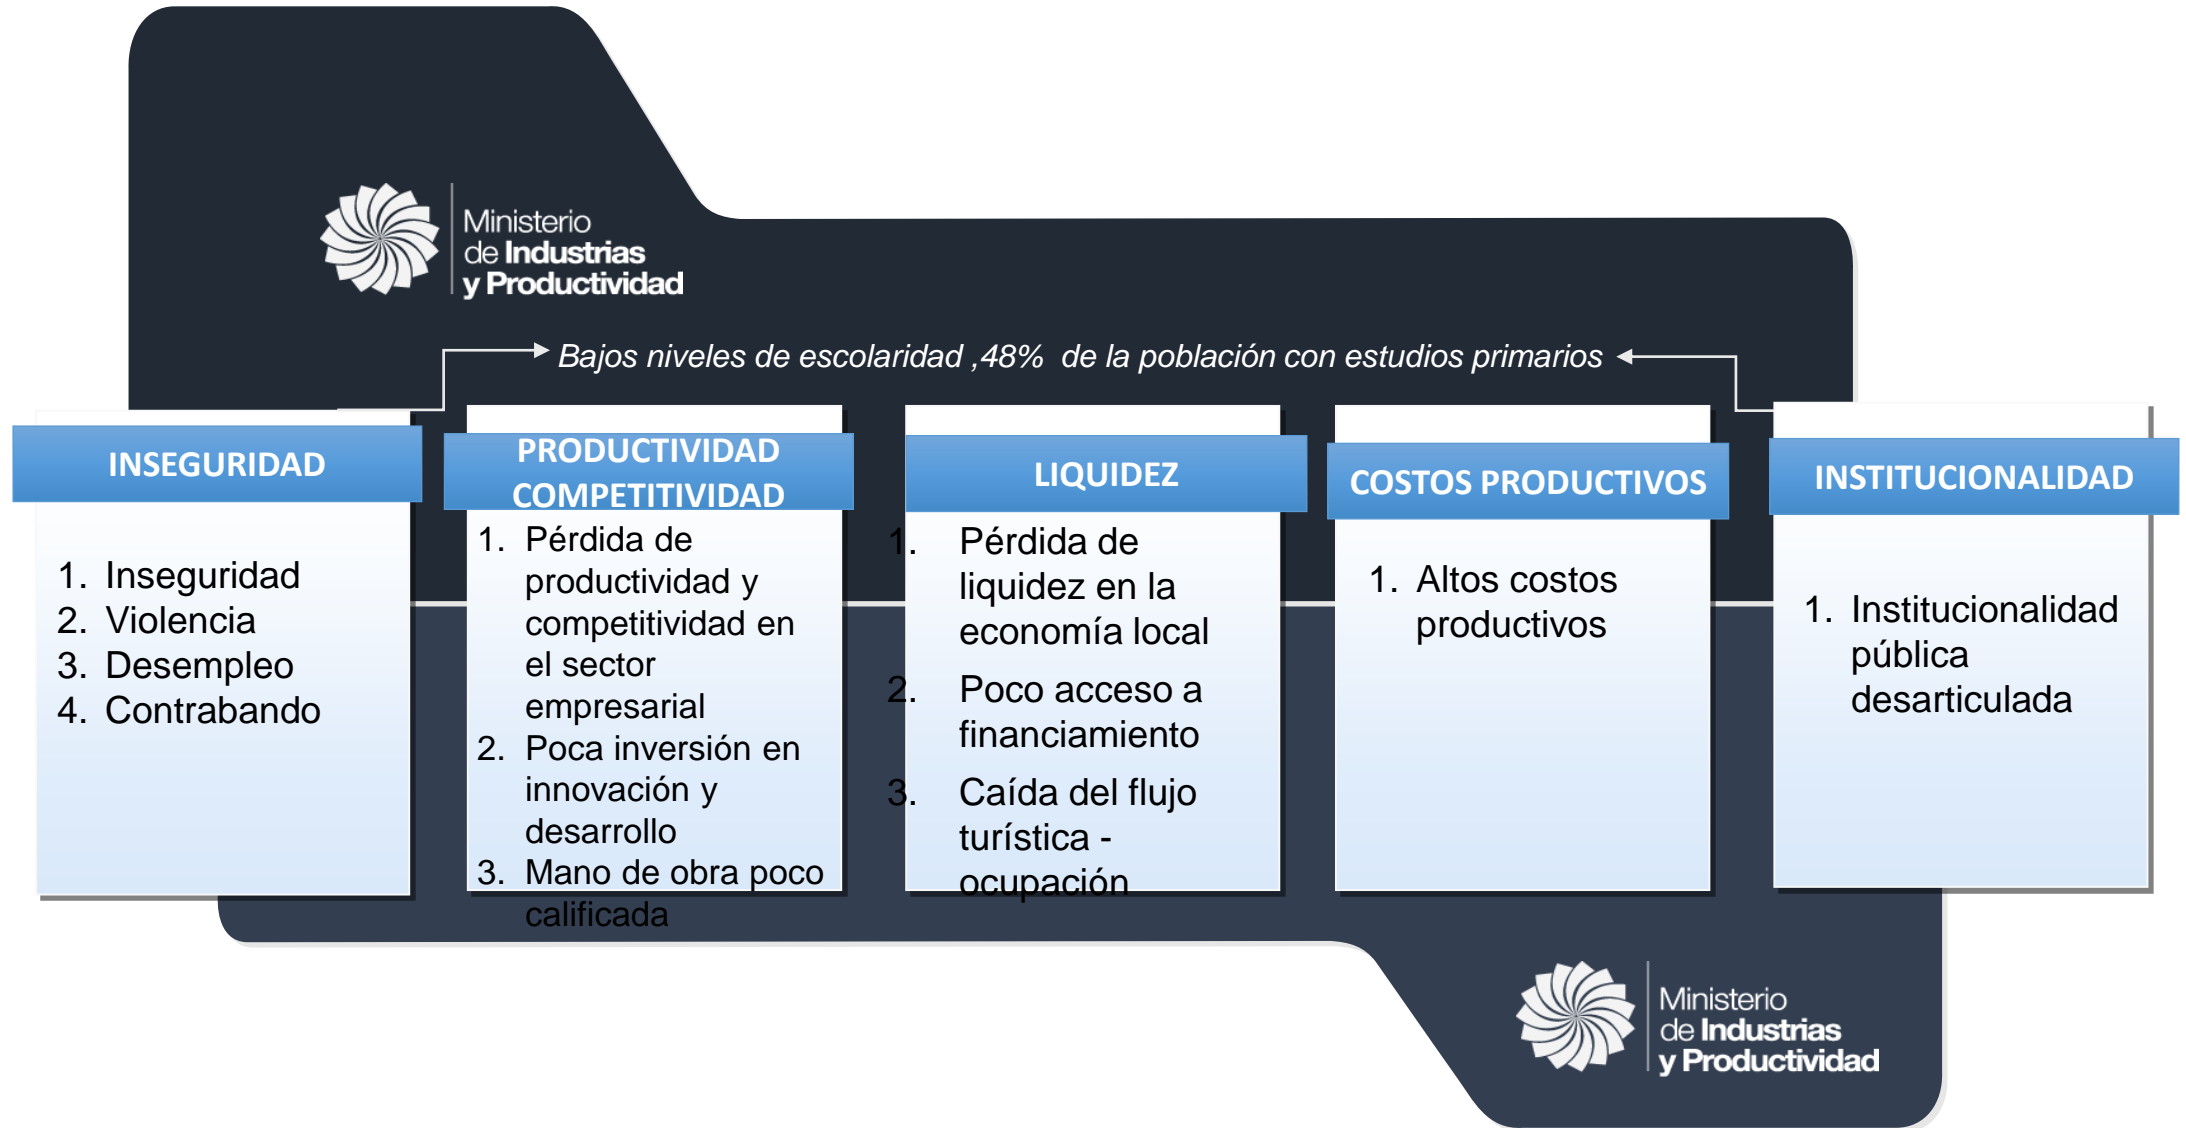 Ministerio
de Industrias
y Productividad
Bajos niveles de escolaridad ,48%  de la población con estudios primarios
INSEGURIDAD
1. Inseguridad
2. Violencia
3. Desempleo
4. Contrabando
PRODUCTIVIDAD
COMPETITIVIDAD
1. Pérdida de
productividad y
competitividad en
el sector
empresarial
2. Poca inversión en
innovación y
desarrollo
3. Mano de obra poco
calificada
LIQUIDEZ
1. Pérdida de
liquidez en la
economía local
2. Poco acceso a
financiamiento
3. Caída del flujo
turística -
ocupación
COSTOS PRODUCTIVOS
1. Altos costos
productivos
INSTITUCIONALIDAD
1. Institucionalidad
pública
desarticulada
Ministerio
de Industrias
y Productividad